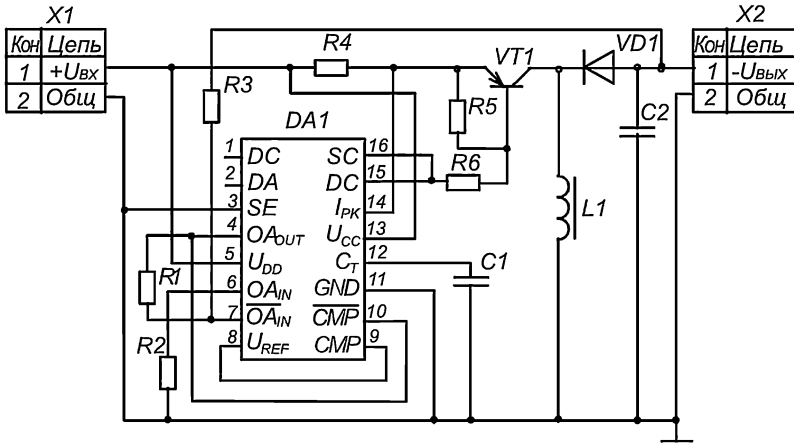 X1
Кон Цепь
1 +UВХ
2 Общ
R4
VT1
VD1
X2
Кон Цепь
1 -UВЫХ
2 Общ
R3
R5
C2
DA1
R6
1 DC
2 DA
3 SE
4 OAOUT
5 UDD
6 OAIN
7 OAIN
8 UREF
SC 16
DC 15
IPK 14
UCC 13
CT 12
GND 11
CMP 10
CMP 9
R1
R2
C1
L1